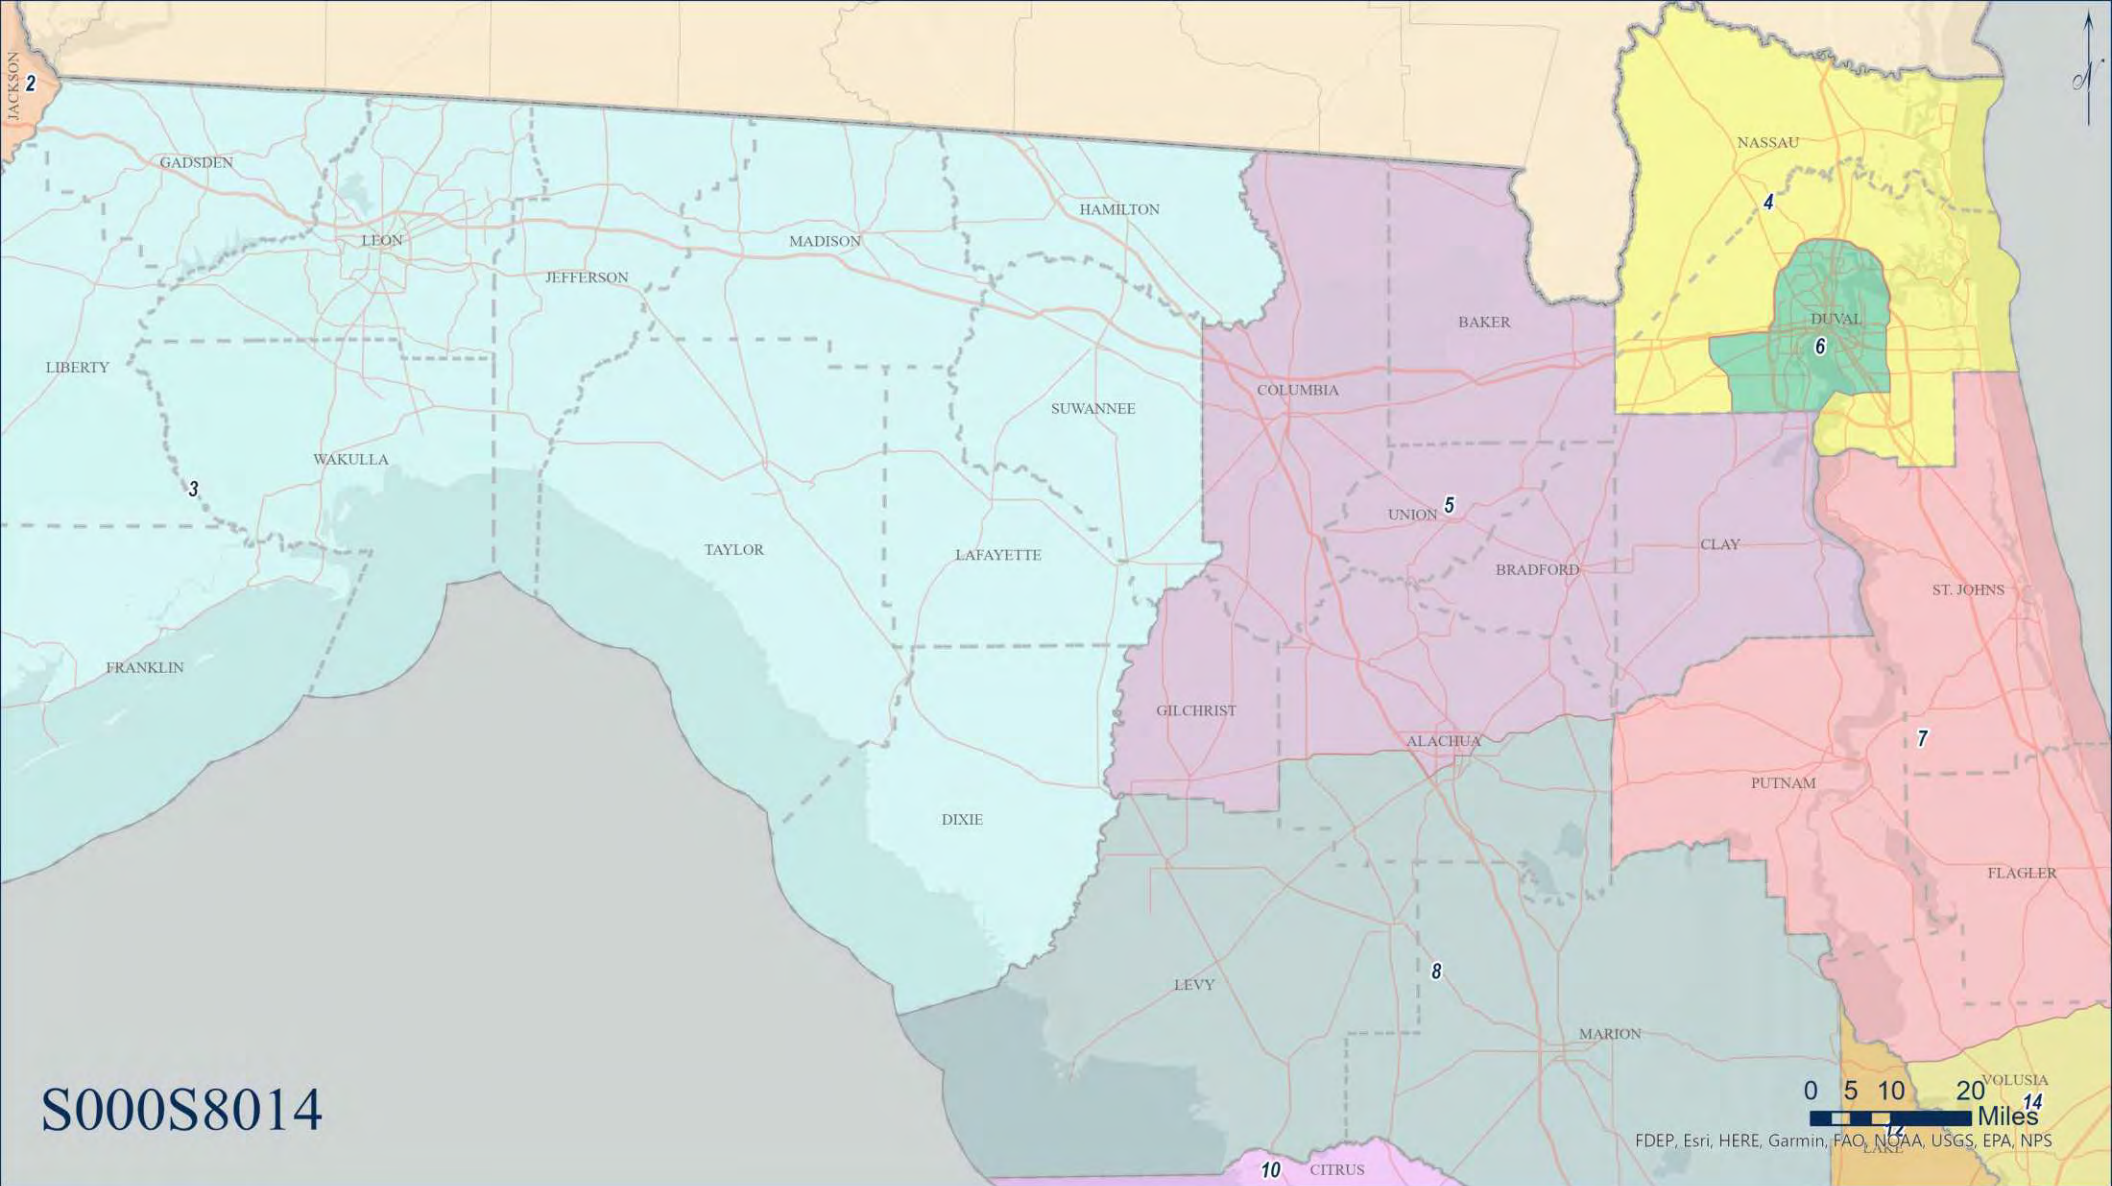 JACKSON
2
GADSDEN
NASSAU
4
N
HAMILTON
LEON
MADISON
JEFFERSON
BAKER
DUVAL
6
LIBERTY
COLUMBIA
SUWANNEE
WAKULLA
3
UNION 5
TAYLOR
LAFAYETTE
BRADFORD
CLAY
ST. JOHNS
FRANKLIN
GILCHRIST
ALACHUA
7
PUTNAM
DIXIE
FLAGLER
LEVY
8
MARION
S000S8014
0 5 10 20
Miles
VOLUSIA
14
12
FDEP, Esri, HERE, Garmin, FAO, NOAA, USGS, EPA, NPS
LAKE
10 CITRUS